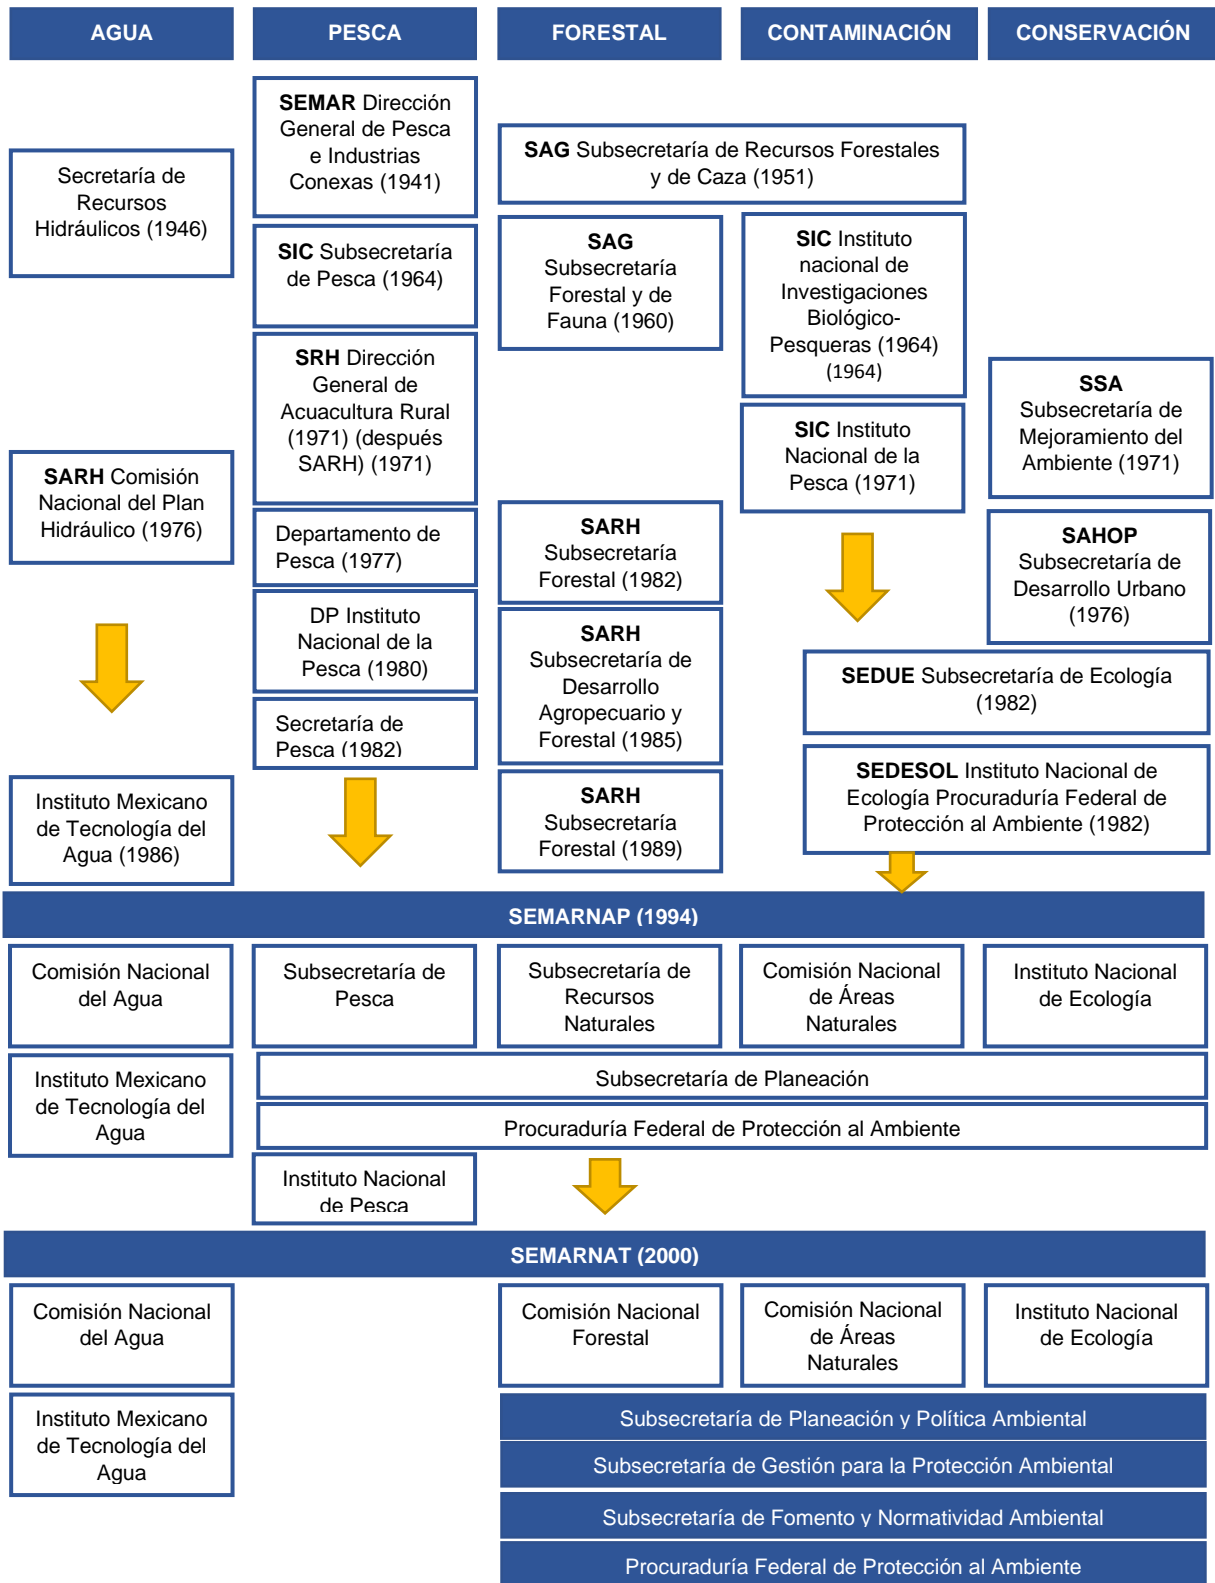 AGUA
PESCA
FORESTAL
CONTAMINACIÓN
CONSERVACIÓN
Secretaría de
Recursos
Hidráulicos (1946)
SARH Comisión
Nacional del Plan
Hidráulico (1976)
Instituto Mexicano
de Tecnología del
Agua (1986)
SEMAR Dirección
General de Pesca
e Industrias
Conexas (1941)
SIC Subsecretaría
de Pesca (1964)
SRH Dirección
General de
Acuacultura Rural
(1971) (después
SARH) (1971)
Departamento de
Pesca (1977)
DP Instituto
Nacional de la
Pesca (1980)
Secretaría de
Pesca (1982)
SAG Subsecretaría de Recursos Forestales
y de Caza (1951)
SAG
Subsecretaría
Forestal y de
Fauna (1960)
SARH
Subsecretaría
Forestal (1982)
SARH
Subsecretaría de
Desarrollo
Agropecuario y
Forestal (1985)
SARH
Subsecretaría
Forestal (1989)
SIC Instituto
nacional de
Investigaciones
Biológico-
Pesqueras (1964)
(1964)
SIC Instituto
Nacional de la
Pesca (1971)
SSA
Subsecretaría de
Mejoramiento del
Ambiente (1971)
SAHOP
Subsecretaría de
Desarrollo Urbano
(1976)
SEDUE Subsecretaría de Ecología
(1982)
SEDESOL Instituto Nacional de
Ecología Procuraduría Federal de
Protección al Ambiente (1982)
SEMARNAP (1994)
Comisión Nacional
del Agua
Subsecretaría de
Pesca
Subsecretaría de
Recursos
Naturales
Comisión Nacional
de Áreas
Naturales
Instituto Nacional
de Ecología
Instituto Mexicano
de Tecnología del
Agua
Subsecretaría de Planeación
Procuraduría Federal de Protección al Ambiente
Instituto Nacional
de Pesca
SEMARNAT (2000)
Comisión Nacional
del Agua
Comisión Nacional
Forestal
Comisión Nacional
de Áreas
Naturales
Instituto Nacional
de Ecología
Instituto Mexicano
de Tecnología del
Agua
Subsecretaría de Planeación y Política Ambiental
Subsecretaría de Gestión para la Protección Ambiental
Subsecretaría de Fomento y Normatividad Ambiental
Procuraduría Federal de Protección al Ambiente